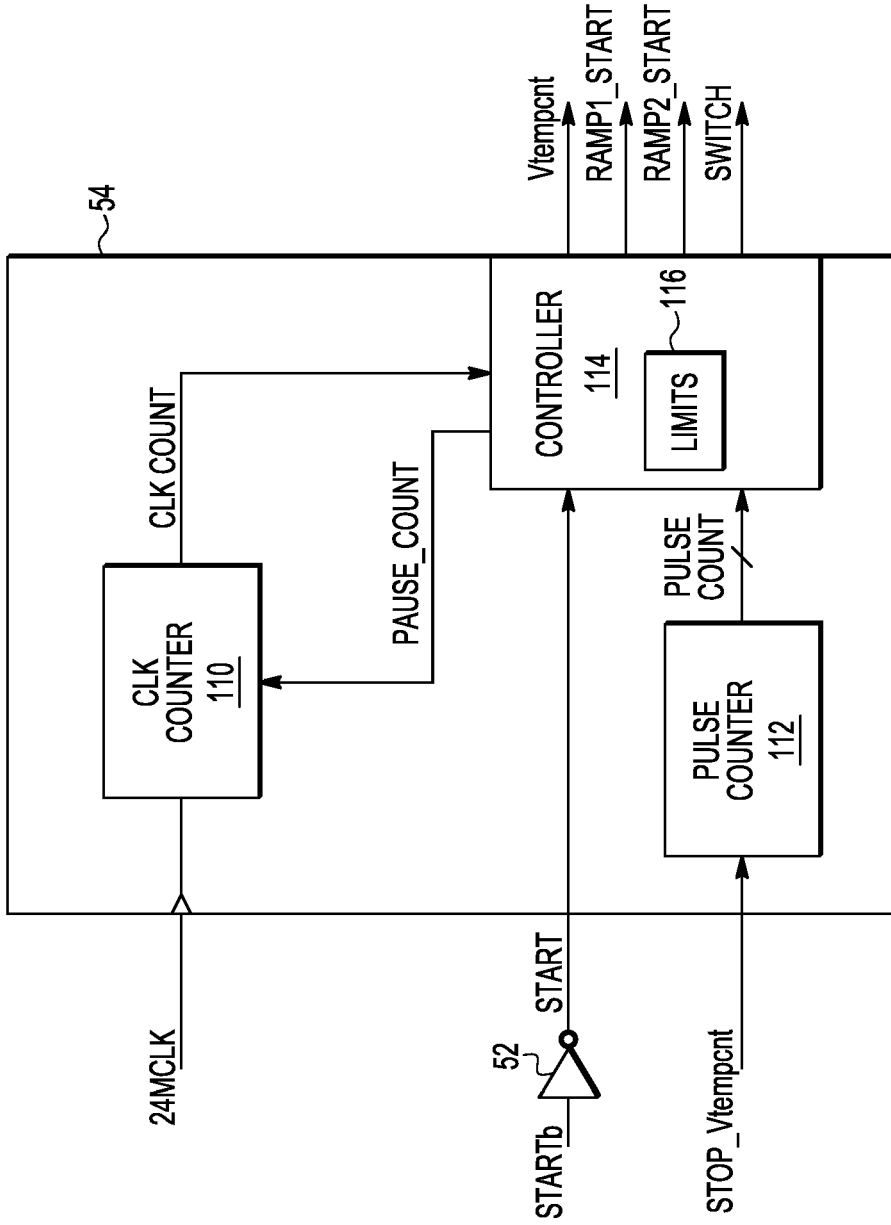 54
24MCLK
CLK
COUNTER
110
CLK COUNT
PAUSE_COUNT
STARTb
52
START
CONTROLLER
114
LIMITS
116
STOP_Vtempcnt
PULSE
COUNTER
112
PULSE
COUNT
Vtempcnt
RAMP1_START
RAMP2_START
SWITCH